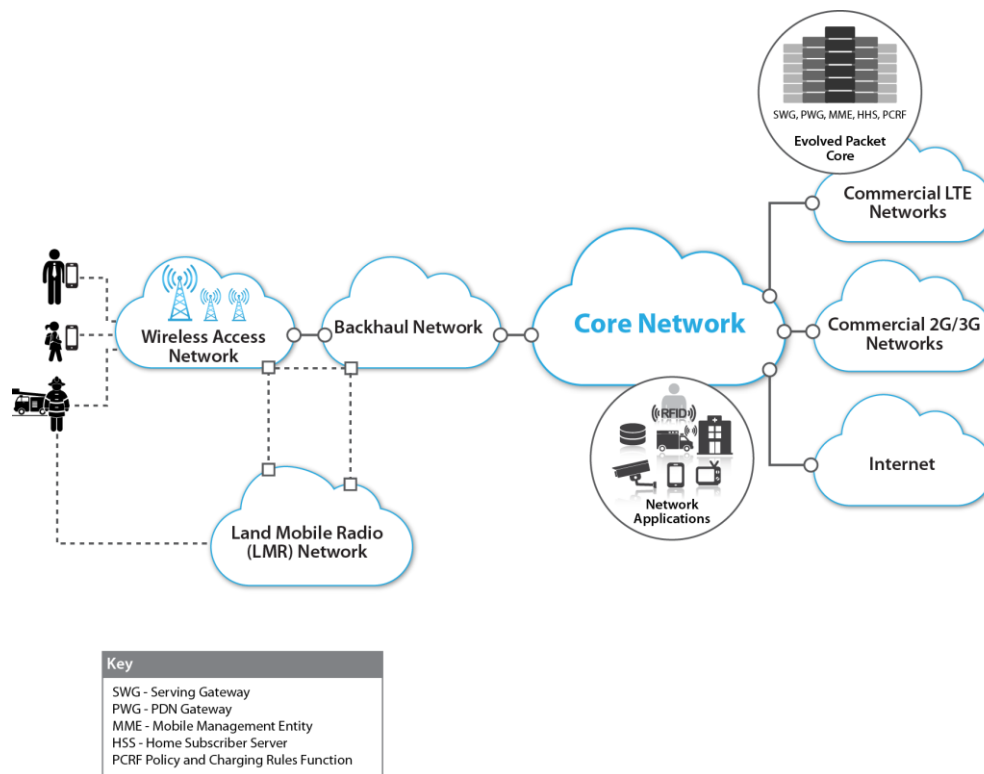 SWG, PWG, MME, HHS, PCRF
Evolved Packet
Core
Commercial LTE
Networks
Wireless Access
Network
Backhaul Network
Core Network
Commercial 2G/3G
Networks
RFID
Network
Applications
Internet
Land Mobile Radio
(LMR) Network
Key
SWG - Serving Gateway
PWG - PDN Gateway
MME - Mobile Management Entity
HSS - Home Subscriber Server
PCRF Policy and Charging Rules Function